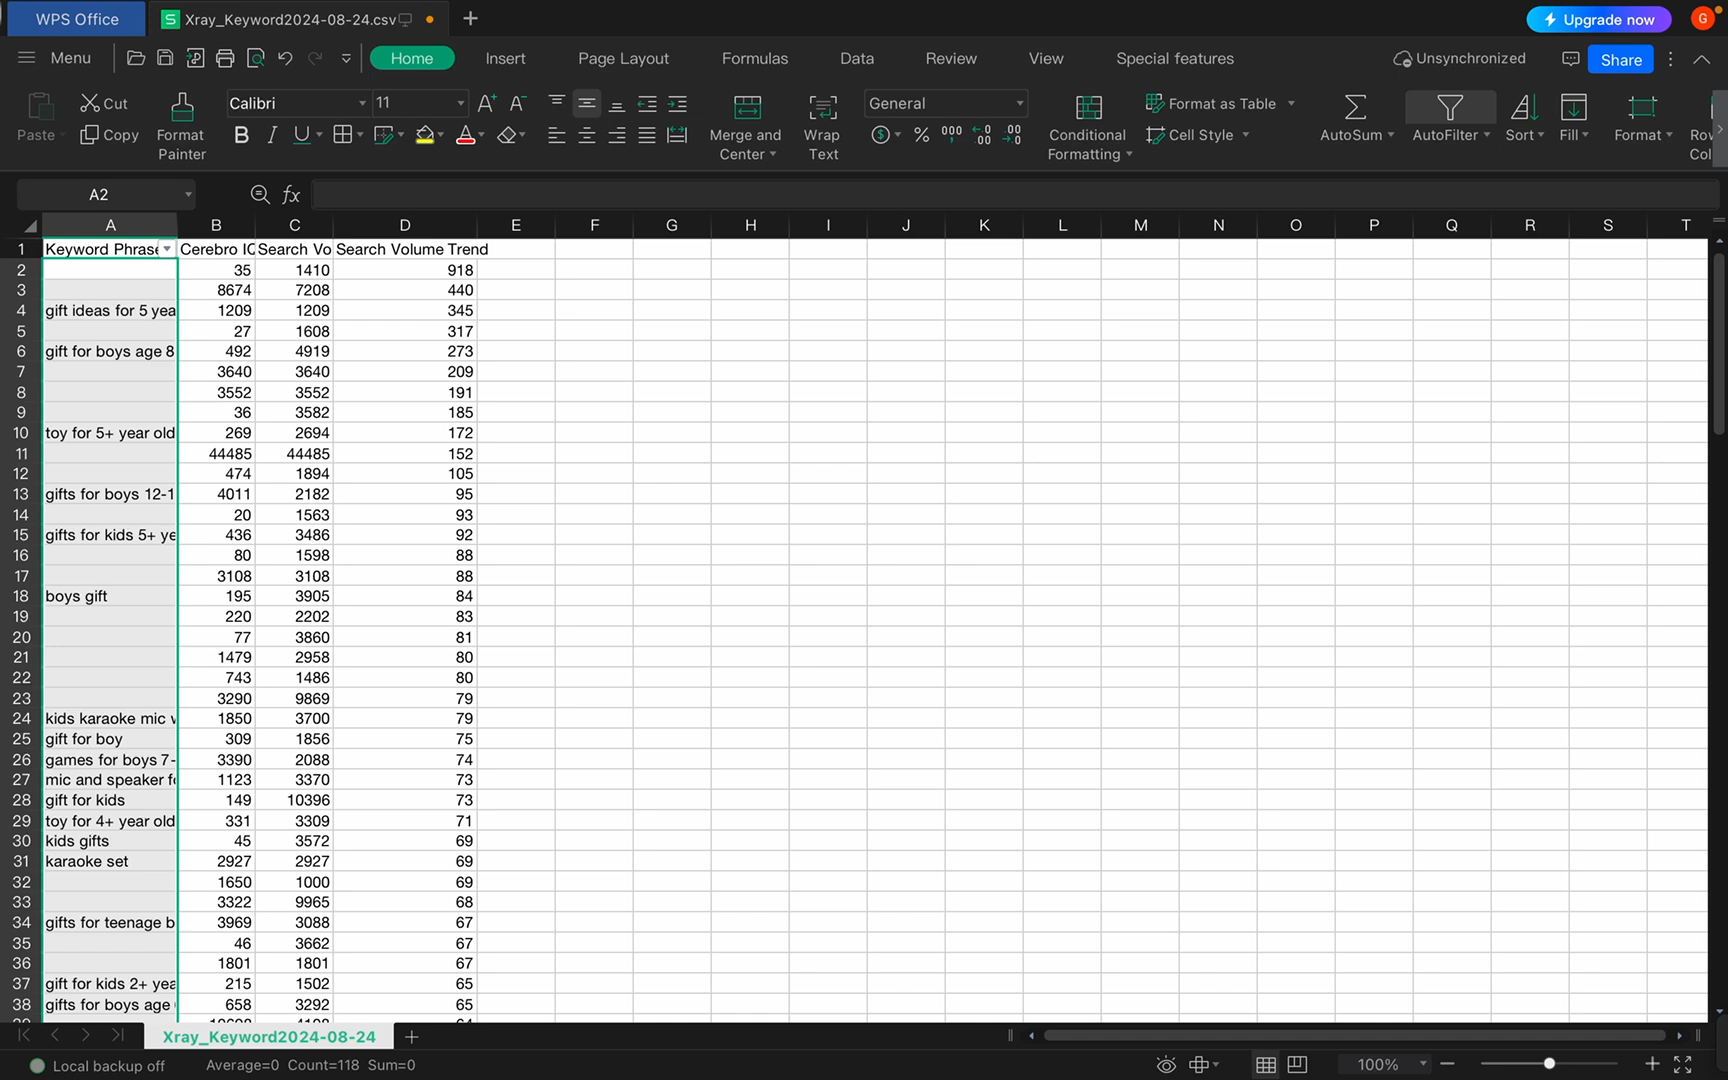 WPS Office
Xray_Keyword2024-08-24.csv
Upgrade now
G
Menu
Home
Insert
Page Layout
Formulas
Data
Review
View
Special features
Unsynchronized
Share
Paste
Cut
Copy
Format Painter
Calibri
11
Merge and Center
Wrap Text
General
Conditional Formatting
Format as Table
Cell Style
AutoSum
AutoFilter
Sort
Fill
Format
A2
A B C D E F G H I J K L M N O P Q R S T
1 Keyword Phrase Cerebro IQ Search Vo Search Volume Trend
2 35 1410 918
3 8674 7208 440
4 gift ideas for 5 yea 1209 1209 345
5 27 1608 317
6 gift for boys age 8 492 4919 273
7 3640 3640 209
8 3552 3552 191
9 36 3582 185
10 toy for 5+ year old 269 2694 172
11 44485 44485 152
12 474 1894 105
13 gifts for boys 12-1 4011 2182 95
14 20 1563 93
15 gifts for kids 5+ ye 436 3486 92
16 80 1598 88
17 3108 3108 88
18 boys gift 195 3905 84
19 220 2202 83
20 77 3860 81
21 1479 2958 80
22 743 1486 80
23 3290 9869 79
24 kids karaoke mic w 1850 3700 79
25 gift for boy 309 1856 75
26 games for boys 7- 3390 2088 74
27 mic and speaker fo 1123 3370 73
28 gift for kids 149 10396 73
29 toy for 4+ year old 331 3309 71
30 kids gifts 45 3572 69
31 karaoke set 2927 2927 69
32 1650 1000 69
33 3322 9965 68
34 gifts for teenage b 3969 3088 67
35 46 3662 67
36 1801 1801 67
37 gift for kids 2+ yea 215 1502 65
38 gifts for boys age 658 3292 65
Xray_Keyword2024-08-24
Local backup off
Average=0 Count=118 Sum=0
100%